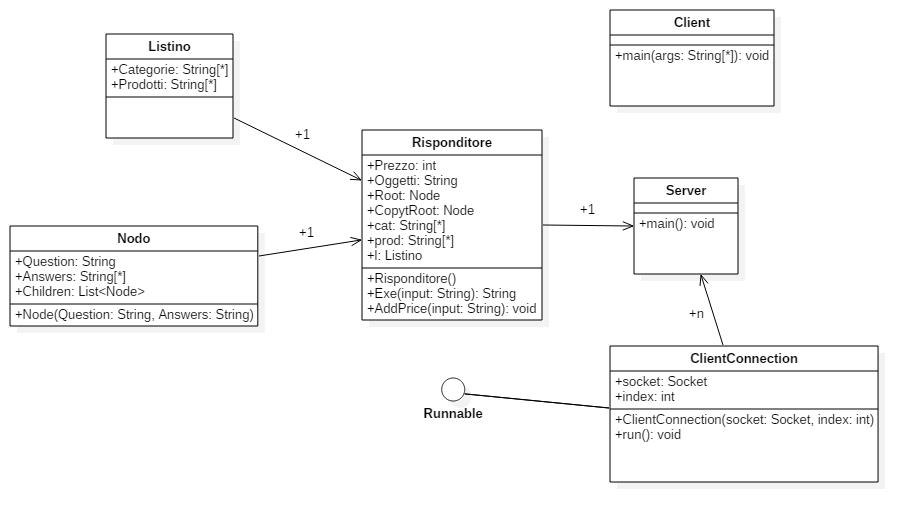 Client
+main(args: String[*]): void
Listino
+Categorie: String[*]
+Prodotti: String[*]
+1
Risponditore
+Prezzo: int
+Oggetti: String
+Root: Node
+CopytRoot: Node
+cat: String[*]
+prod: String[*]
+l: Listino
+Risponditore()
+Exe(input: String): String
+AddPrice(input: String): void
Server
+main(): void
+1
Nodo
+Question: String
+Answers: String[*]
+Children: List<Node>
+Node(Question: String, Answers: String)
+1
+n
ClientConnection
+socket: Socket
+index: int
+ClientConnection(socket: Socket, index: int)
+run(): void
Runnable